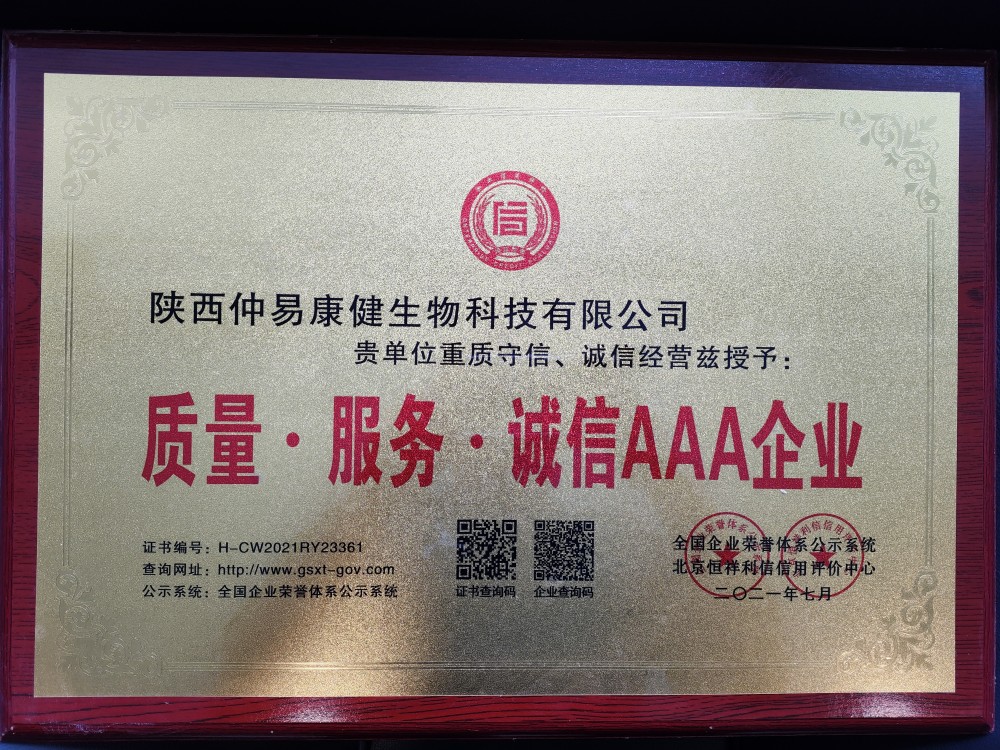 信
ENTERPRISE CREDIT EVALUATION
陕西仲易康健生物科技有限公司
贵单位重质守信、诚信经营兹授予：
质量·服务·诚信AAA企业
证书编号：H-CW2021RY23361
查询网址：http://www.gsxt-gov.com
公示系统：全国企业荣誉体系公示系统
证书查询码
企业查询码
全国企业荣誉体系公示系统
北京恒祥利信信用评价中心
二〇二一年七月